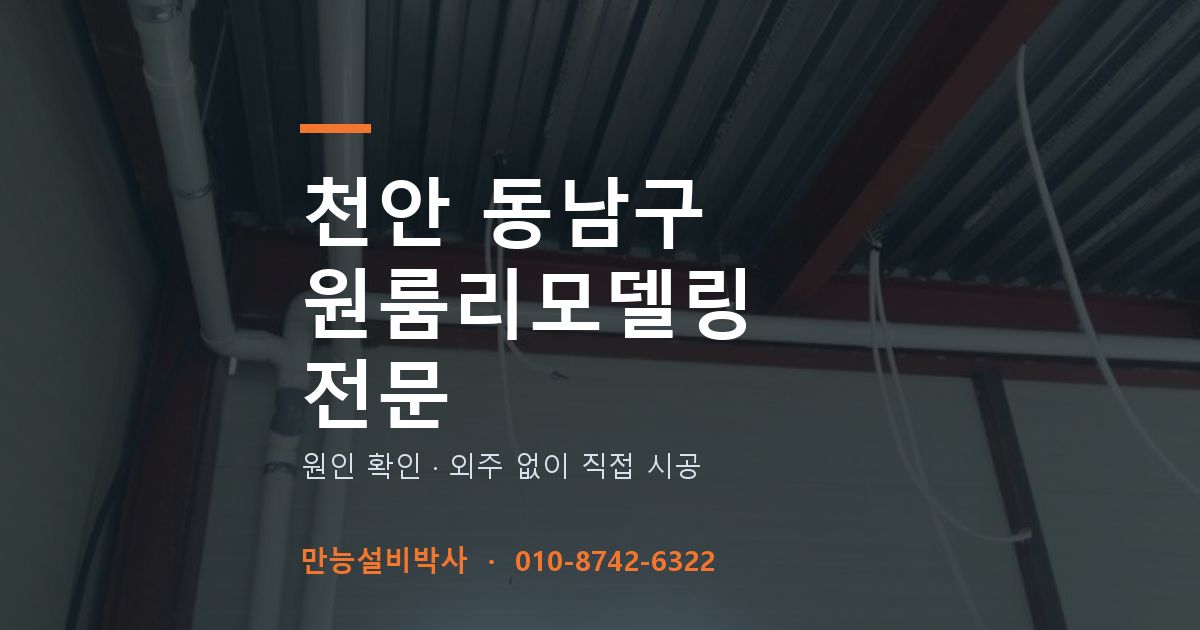 천안 동남구
원룸리모델링
전문
원인 확인 · 외주 없이 직접 시공
만능설비박사 · 010-8742-6322